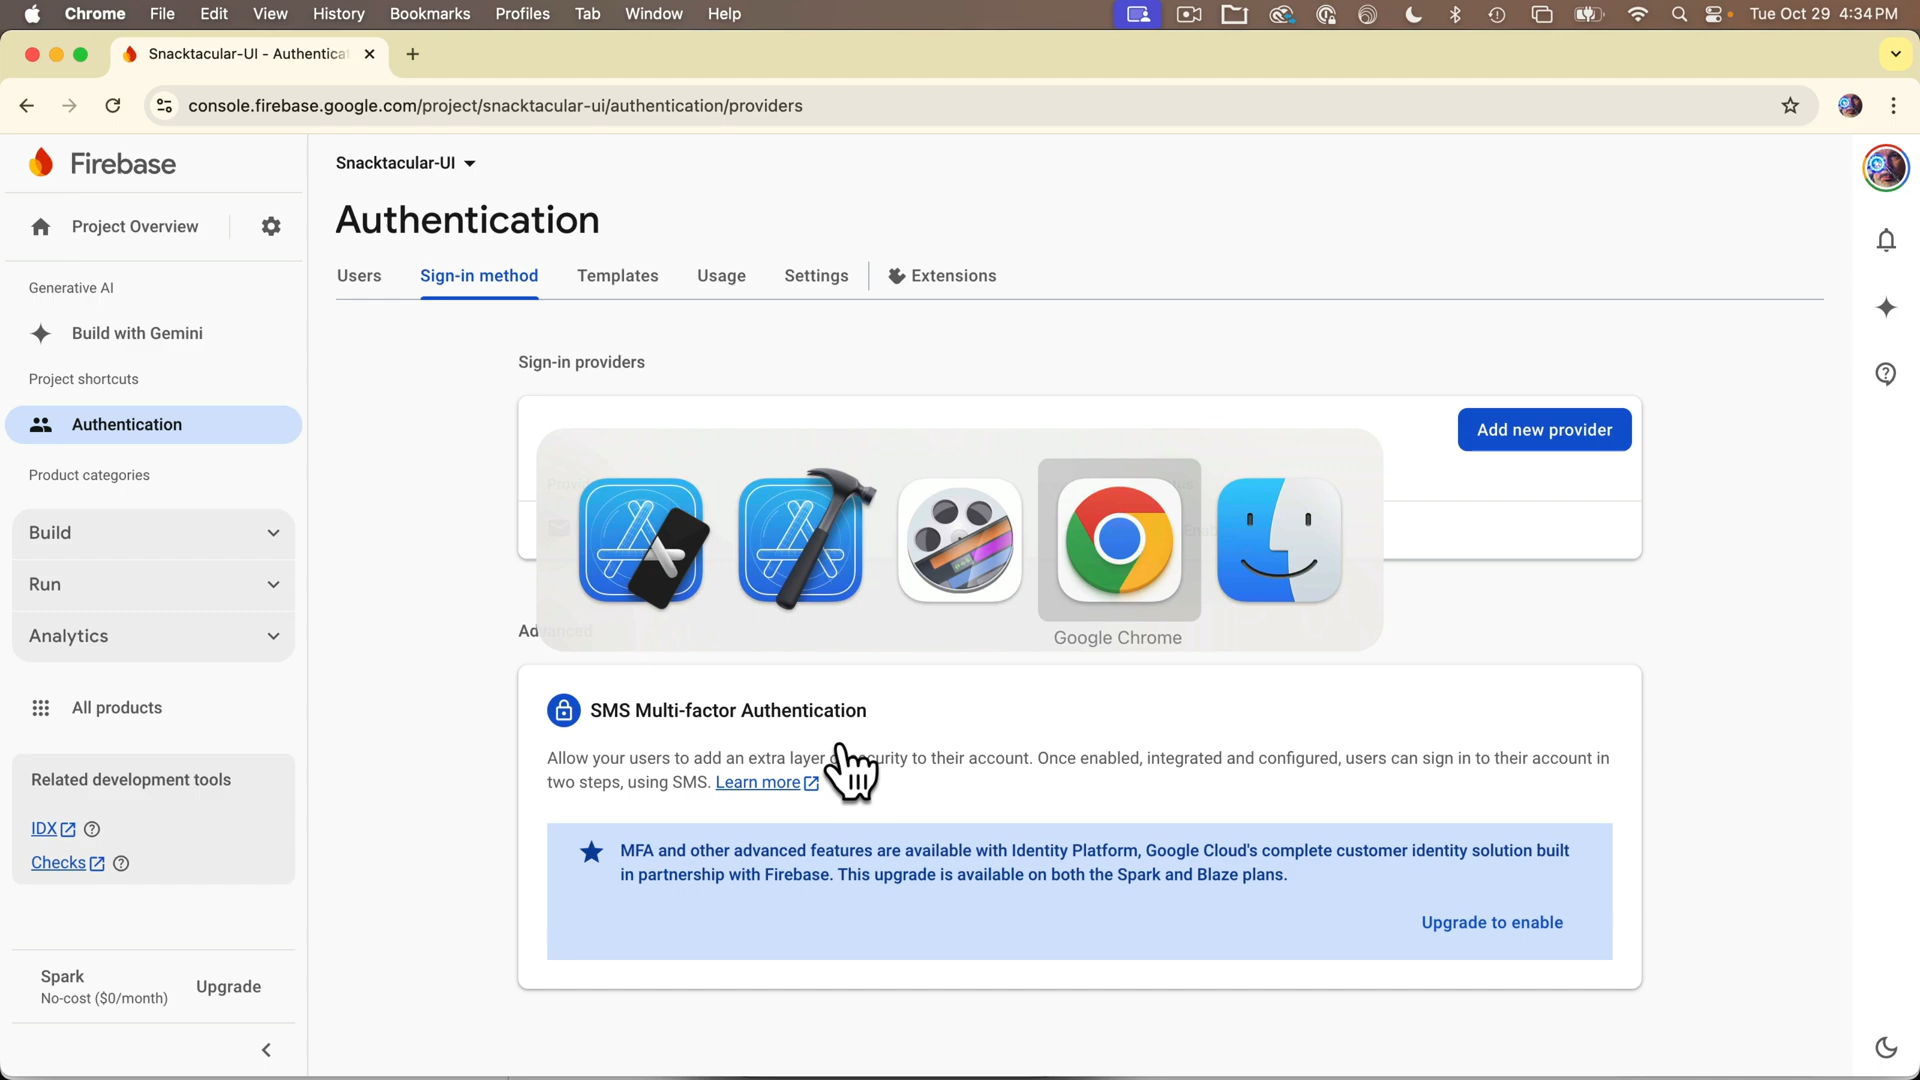 Chrome File Edit View History Bookmarks Profiles Tab Window Help Tue Oct 29 4:34 PM
Snacktacular-UI - Authenticat
console.firebase.google.com/project/snacktacular-ui/authentication/providers
Firebase
Snacktacular-UI
Project Overview
Authentication
Users Sign-in method Templates Usage Settings Extensions
Generative AI
Build with Gemini
Project shortcuts
Authentication
Product categories
Build
Run
Analytics
All products
Related development tools
IDX
Checks
Spark
No-cost ($0/month)
Upgrade
Sign-in providers
Add new provider
Google Chrome
Advanced
SMS Multi-factor Authentication
Allow your users to add an extra layer of security to their account. Once enabled, integrated and configured, users can sign in to their account in
two steps, using SMS. Learn more
MFA and other advanced features are available with Identity Platform, Google Cloud's complete customer identity solution built
in partnership with Firebase. This upgrade is available on both the Spark and Blaze plans.
Upgrade to enable